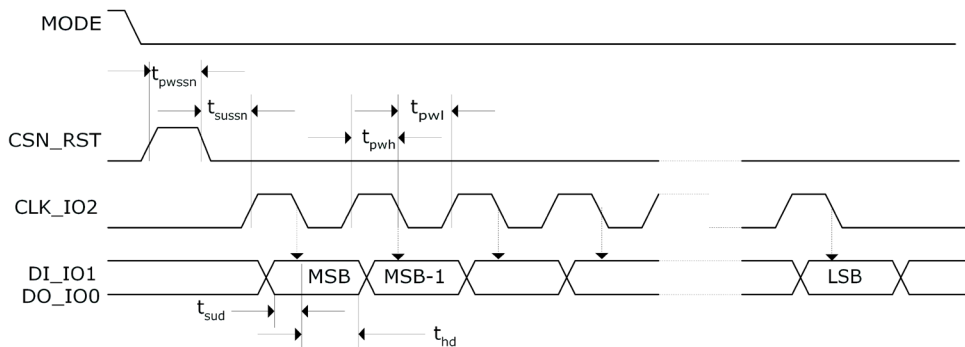 MODE
tpwssn
tsussn
tpwl
tpwh
CSN_RST
CLK_IO2
DI_IO1
DO_IO0
MSB
MSB-1
LSB
tsud
thd